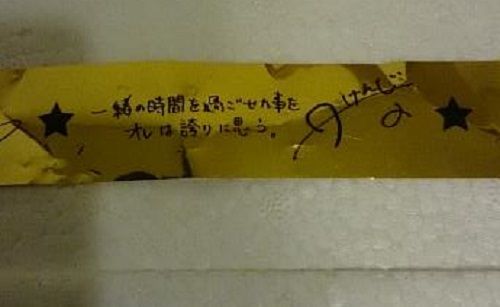 一緒の時間を過ごせた事を
オレは誇りに思う。
けんじ